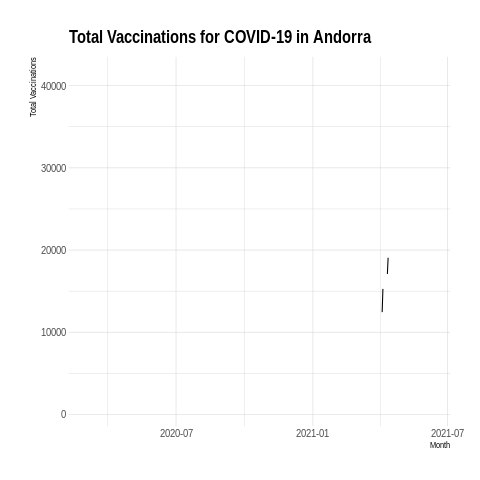 Total Vaccinations for COVID-19 in Andorra
Total Vaccinations
40000
30000
20000
10000
0
2020-07 2021-01 2021-07
Month